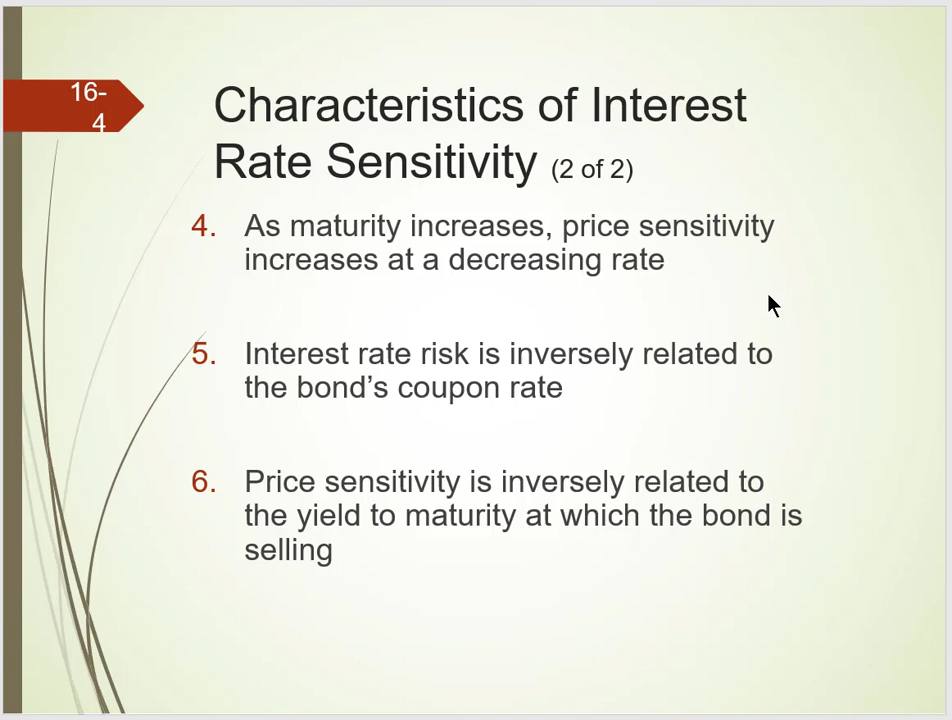 16-
4
Characteristics of Interest
Rate Sensitivity (2 of 2)
4. As maturity increases, price sensitivity
increases at a decreasing rate
5. Interest rate risk is inversely related to
the bond’s coupon rate
6. Price sensitivity is inversely related to
the yield to maturity at which the bond is
selling